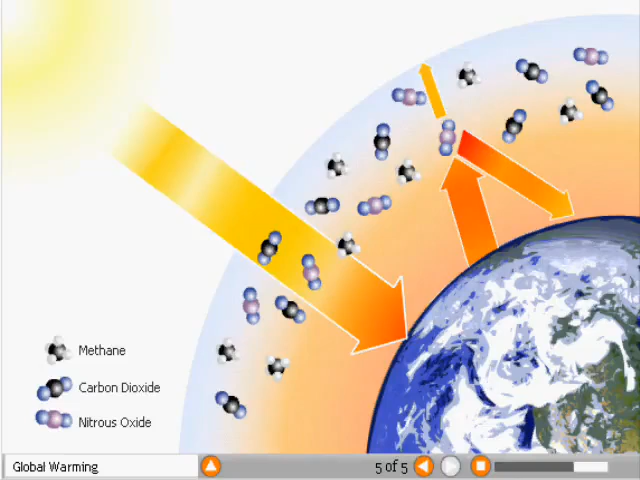 Methane
Carbon Dioxide
Nitrous Oxide
Global Warming
5 of 5